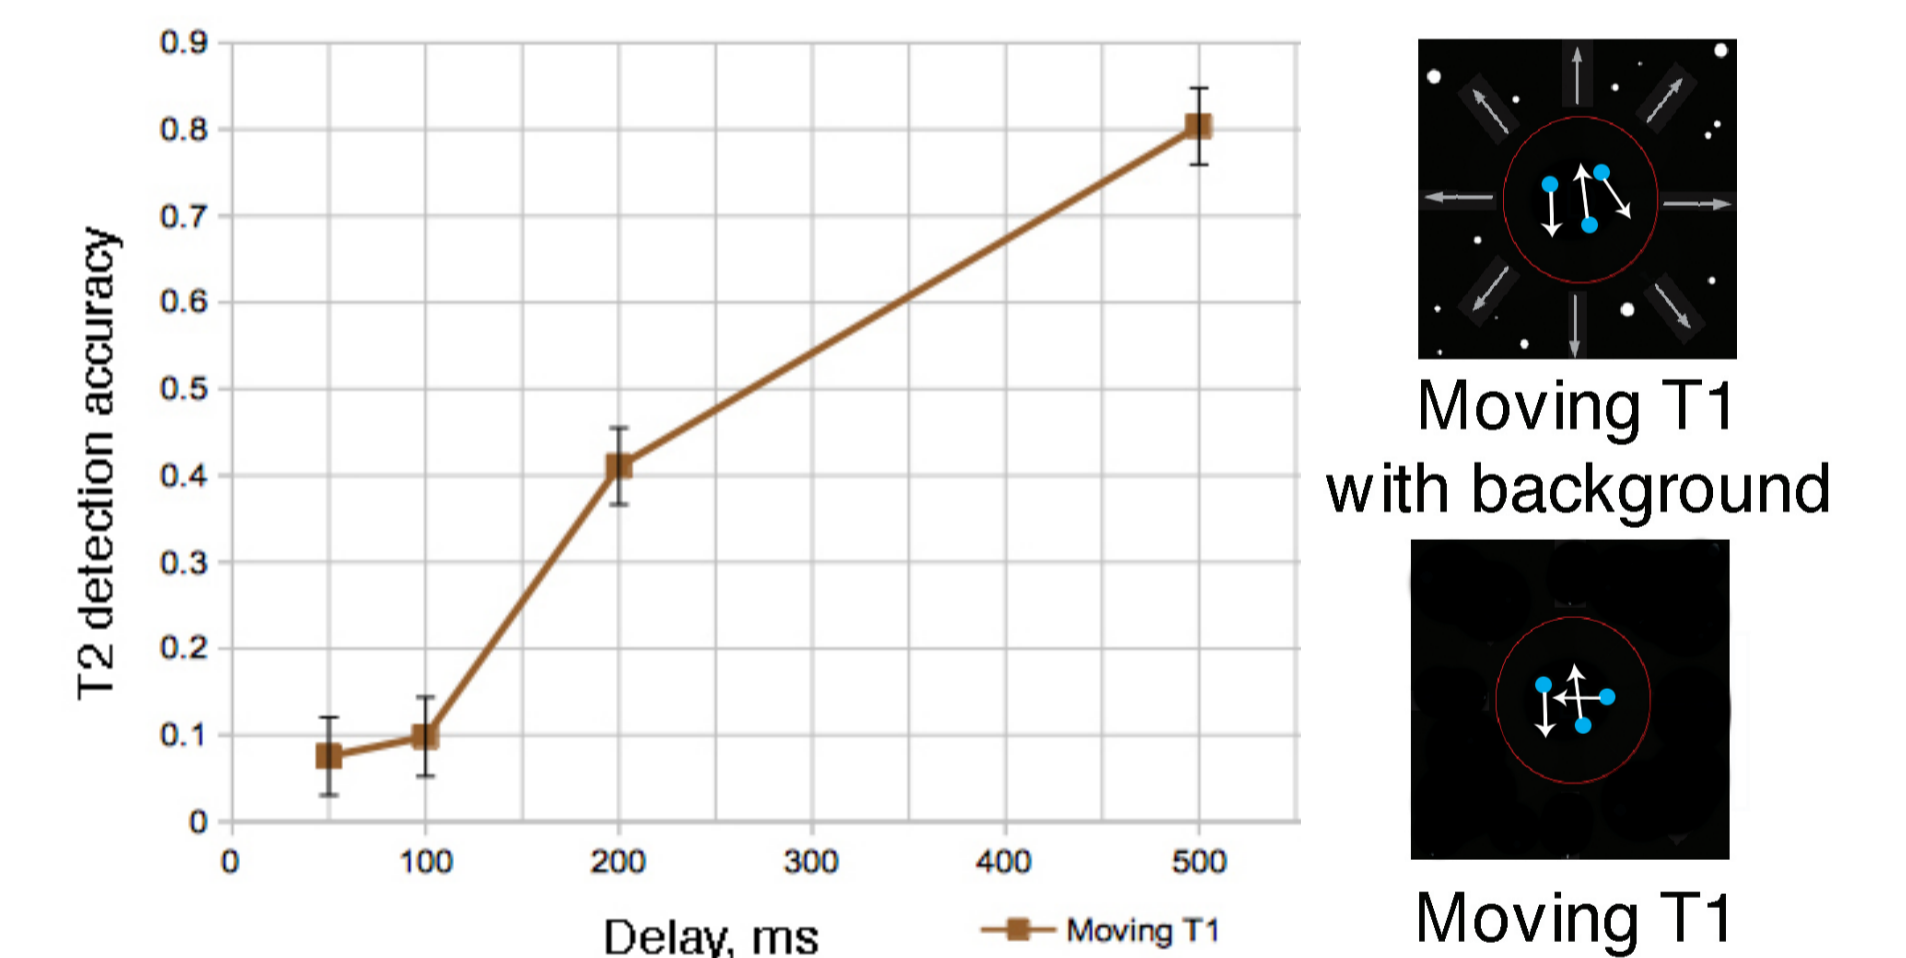 0.9
0.8
0.7
0.6
0.5
0.4
0.3
0.2
0.1
0
T2 detection accuracy
0 100 200 300 400 500
Delay, ms
Moving T1
Moving T1
with background
Moving T1